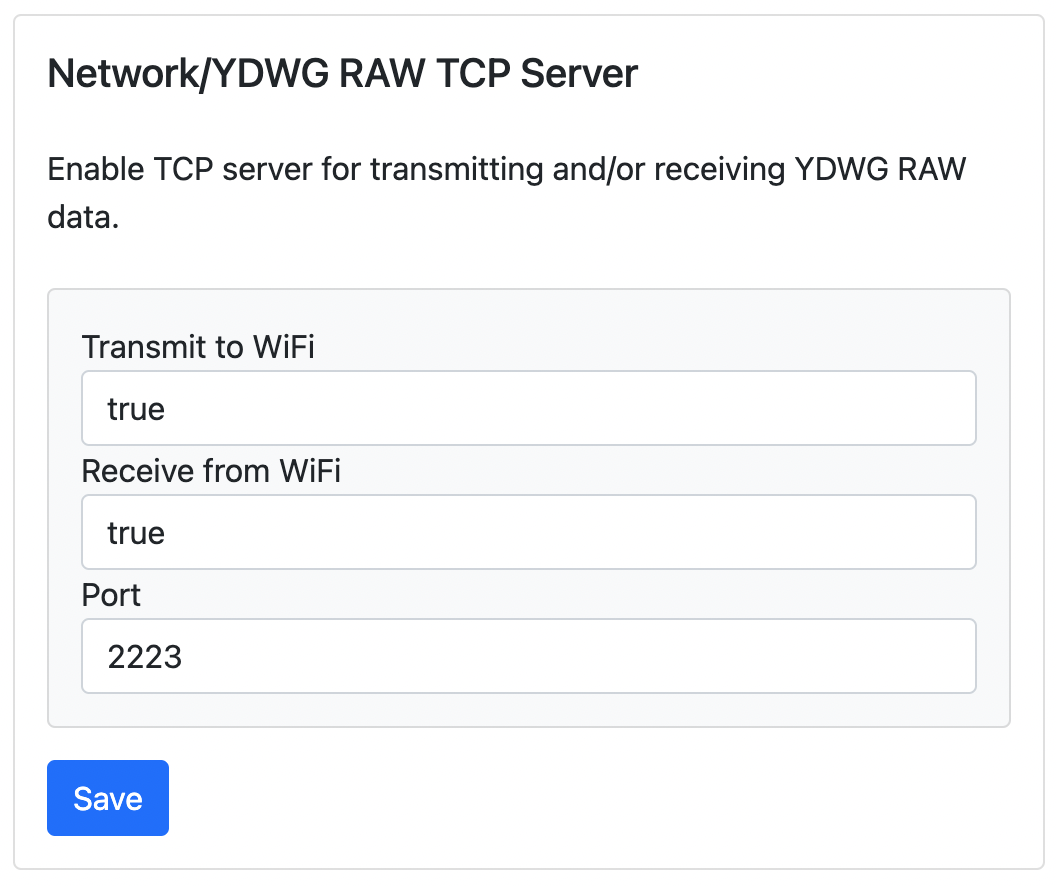 Network/YDWG RAW TCP Server
Enable TCP server for transmitting and/or receiving YDWG RAW
data.
Transmit to WiFi
true
Receive from WiFi
true
Port
2223
Save